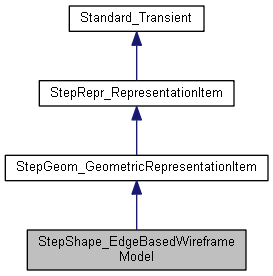 Standard_Transient
StepRepr_RepresentationItem
StepGeom_GeometricRepresentationItem
StepShape_EdgeBasedWireframe
Model